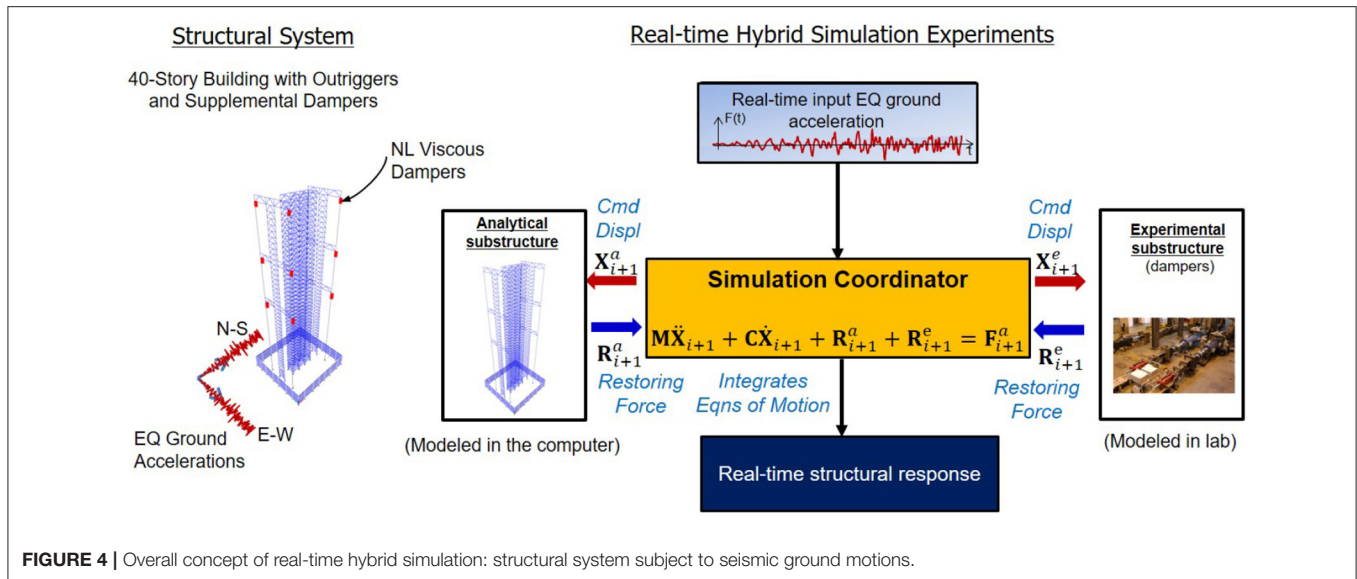 Structural System
40-Story Building with Outriggers
and Supplemental Dampers
NL Viscous
Dampers
N-S
E-W
EQ Ground
Accelerations
Real-time Hybrid Simulation Experiments
Real-time input EQ ground
acceleration
F(t)
t
Analytical
substructure
(Modeled in the computer)
Cmd
Displ
X^a_{i+1}
R^a_{i+1}
Restoring
Force
Simulation Coordinator
MẌ_{i+1} + CẊ_{i+1} + R^a_{i+1} + R^e_{i+1} = F^a_{i+1}
Integrates
Eqns of Motion
Real-time structural response
Cmd
Displ
X^e_{i+1}
R^e_{i+1}
Restoring
Force
Experimental
substructure
(dampers)
(Modeled in lab)
FIGURE 4 | Overall concept of real-time hybrid simulation: structural system subject to seismic ground motions.